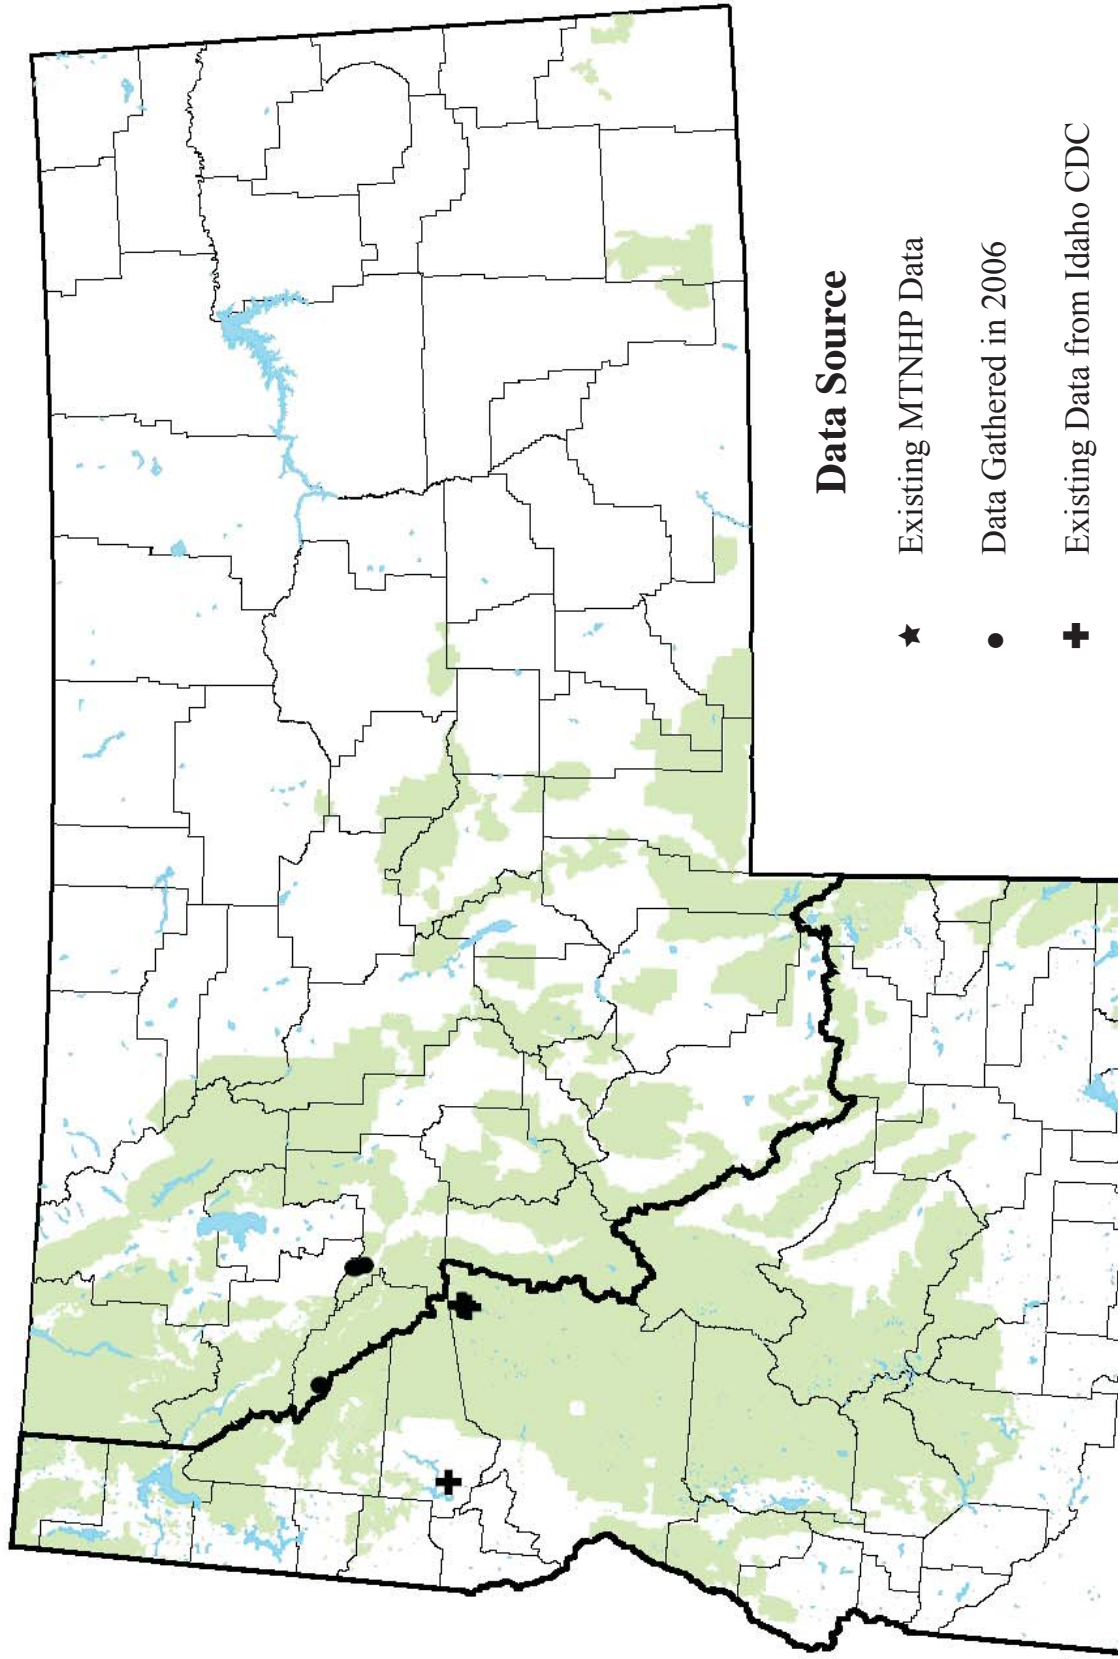 Data Source
Existing MTNHP Data
Data Gathered in 2006
Existing Data from Idaho CDC